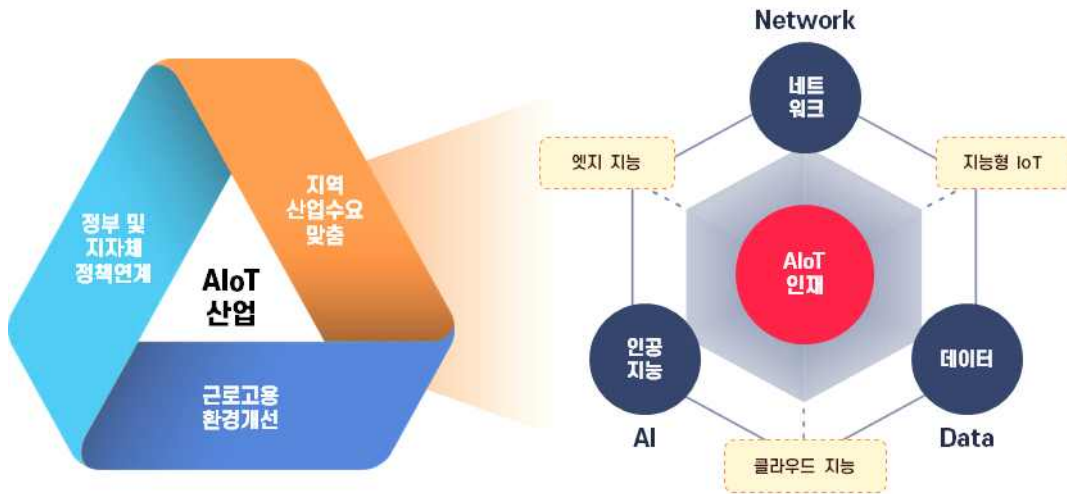 정부 및
지자체
정책연계
지역
산업수요
맞춤
AIoT
산업
근로고용
환경개선
Network
네트
워크
엣지 지능
지능형 IoT
AIoT
인재
인공
지능
데이터
AI
Data
클라우드 지능